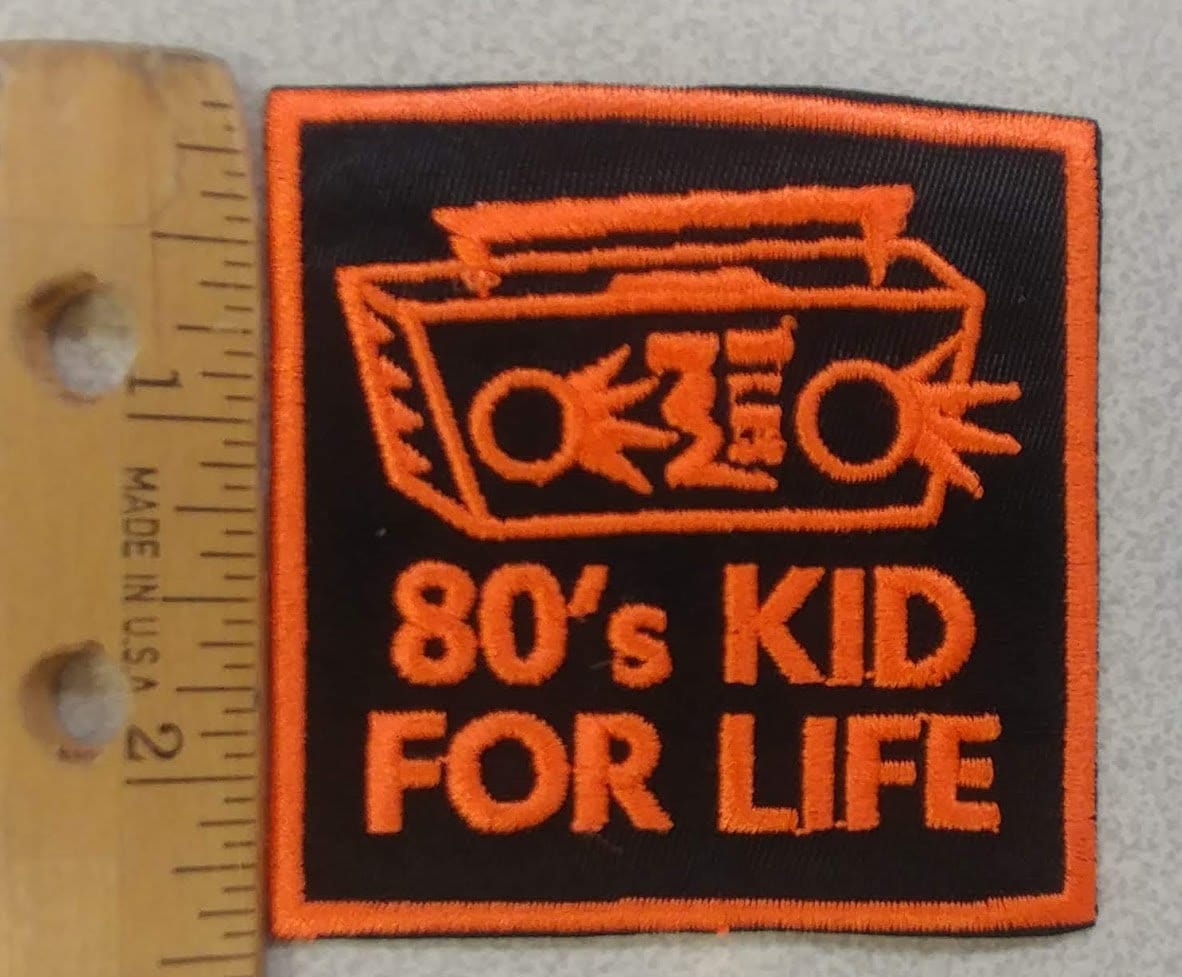 80's KID
FOR LIFE
1
MADE IN U.S.A
2